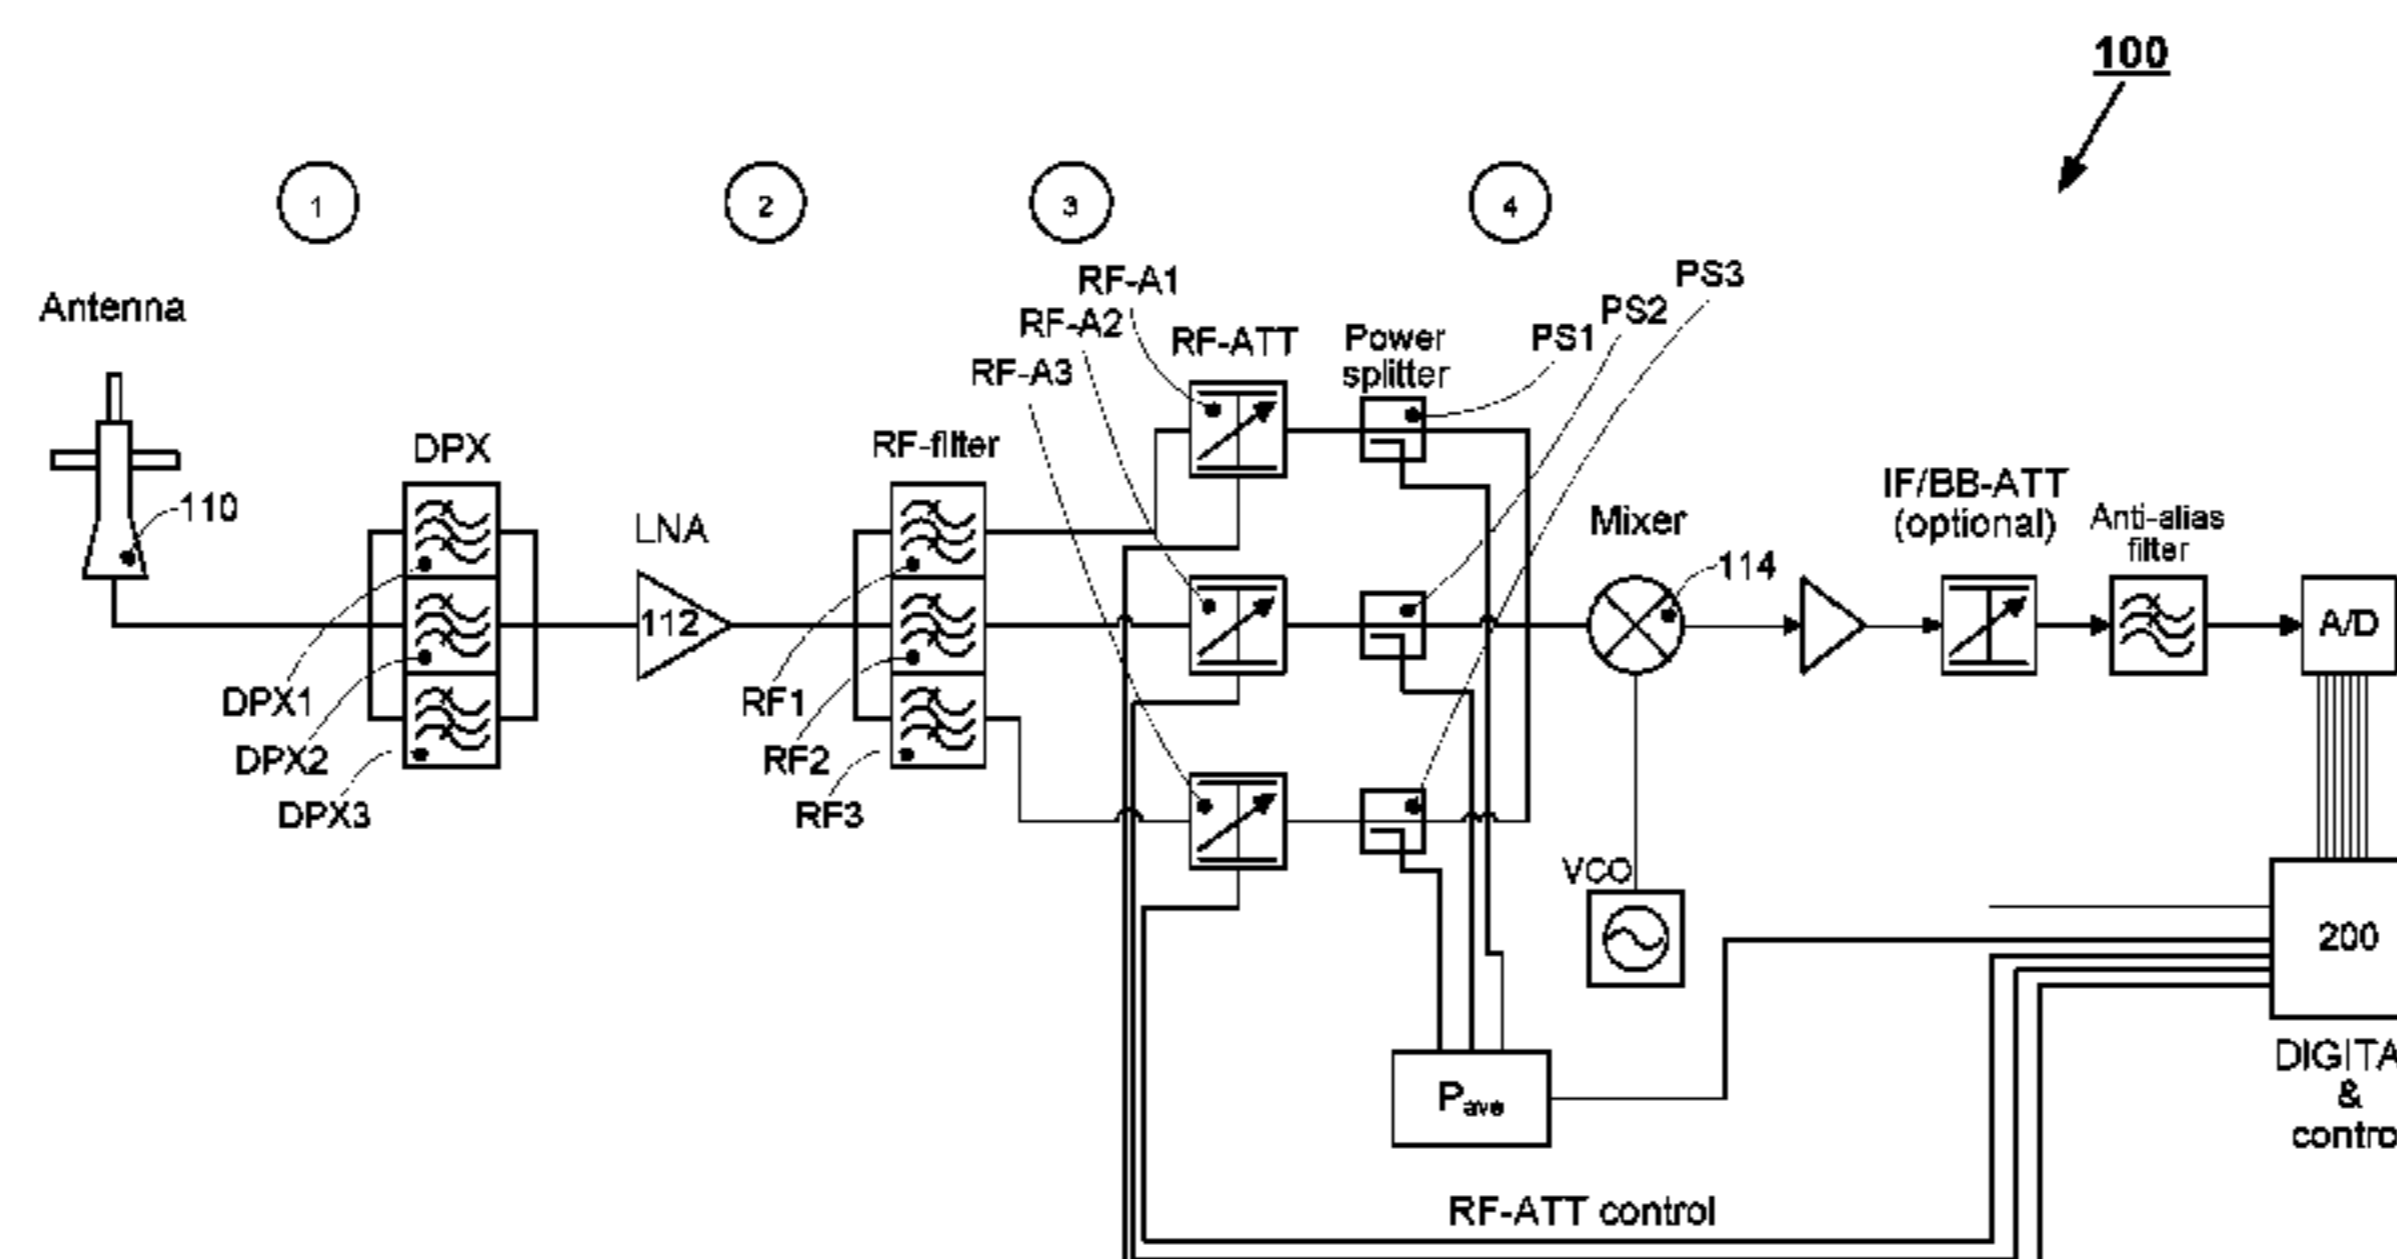 100
1
2
3
4
RF-A1
PS3
Antenna
RF-A2
PS2
RF-ATT
Power
splitter
PS1
RF-A3
DPX
RF-filter
110
LNA
Mixer
IF/BB-ATT
(optional)
Anti-alias
filter
114
112
A/D
DPX1
RF1
DPX2
RF2
DPX3
RF3
VCO
200
DIGITA
&
contro
Pave
RF-ATT control